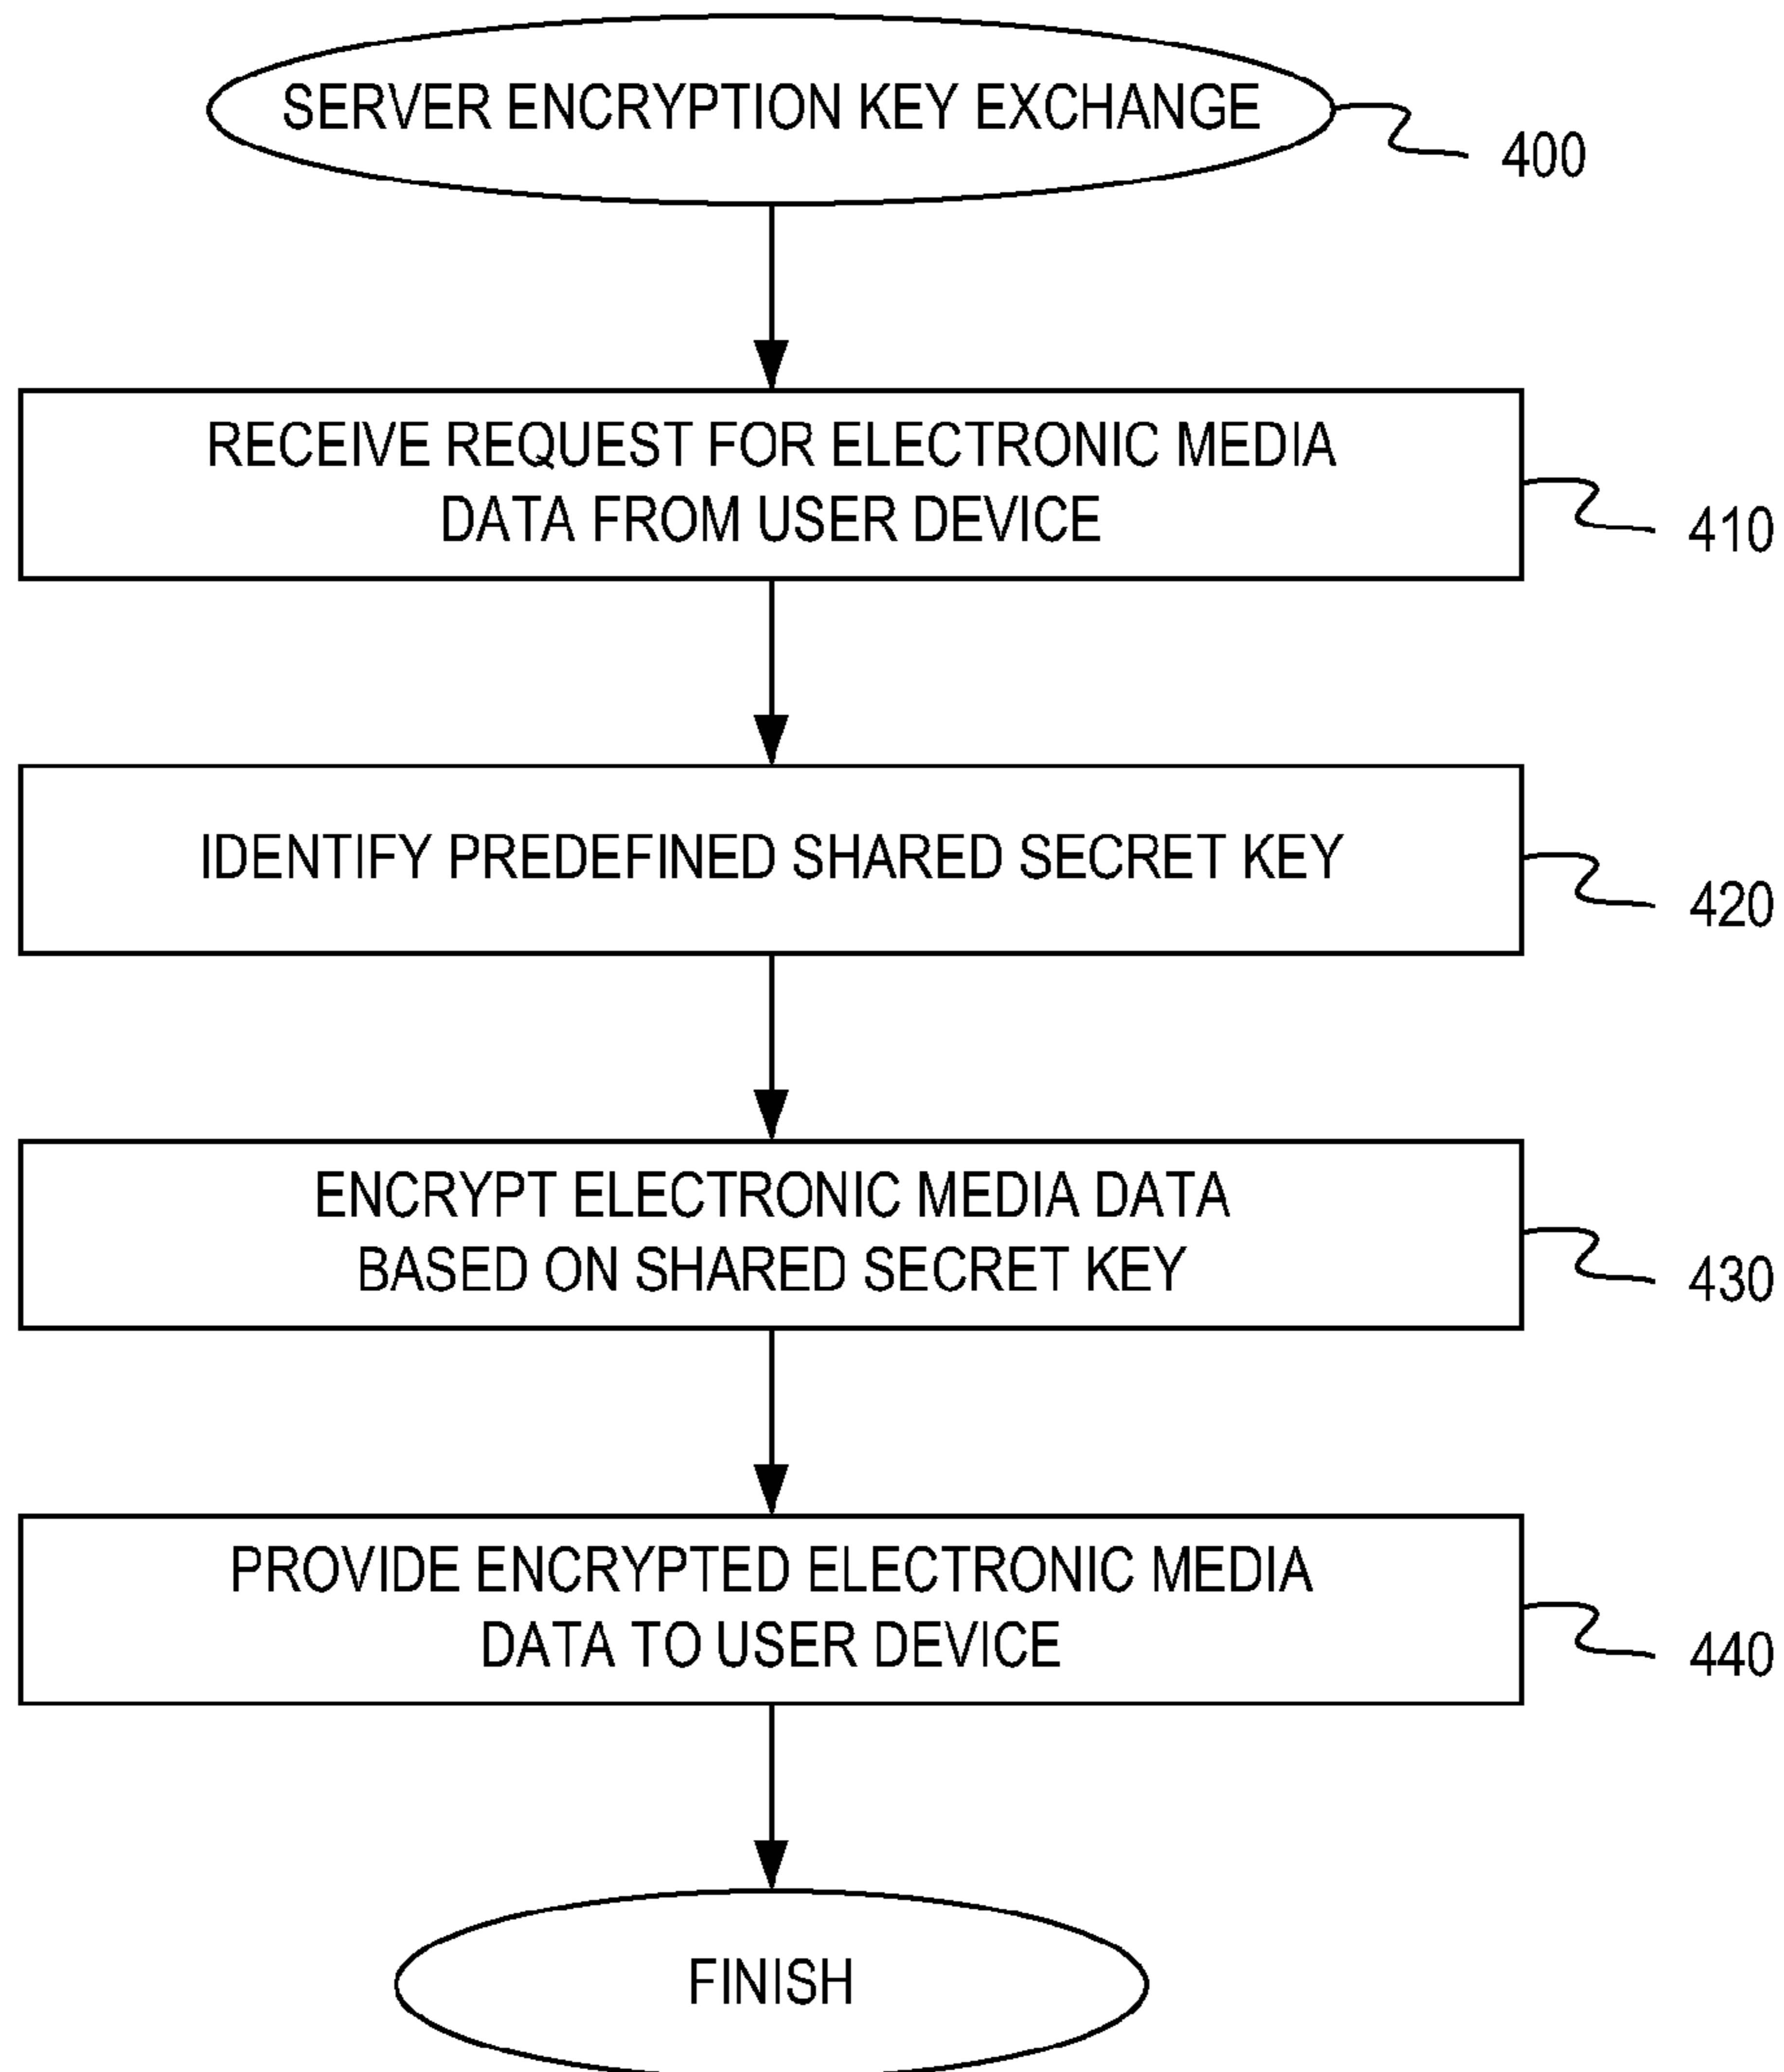 SERVER ENCRYPTION KEY EXCHANGE
400
RECEIVE REQUEST FOR ELECTRONIC MEDIA
DATA FROM USER DEVICE
410
IDENTIFY PREDEFINED SHARED SECRET KEY
420
ENCRYPT ELECTRONIC MEDIA DATA
BASED ON SHARED SECRET KEY
430
PROVIDE ENCRYPTED ELECTRONIC MEDIA
DATA TO USER DEVICE
440
FINISH